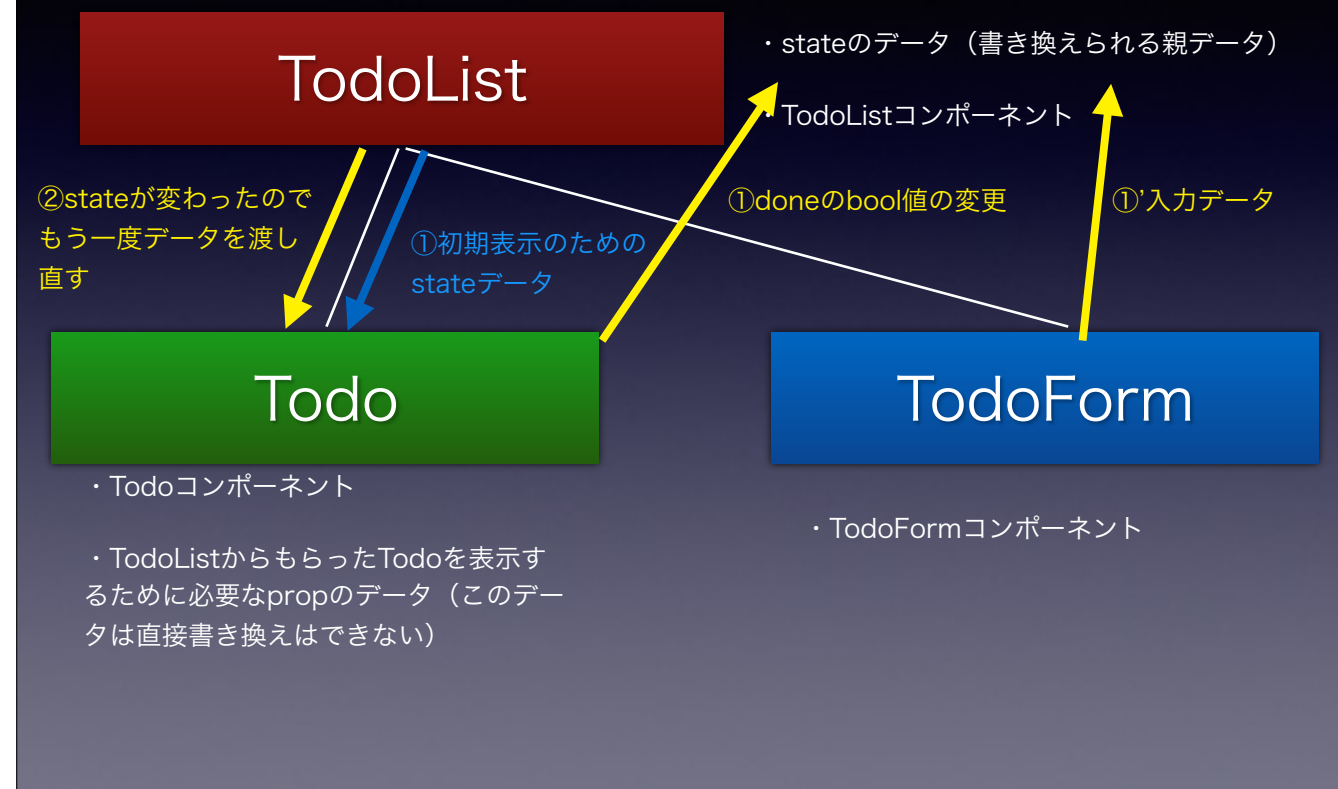 TodoList
・stateのデータ（書き換えられる親データ）
・TodoListコンポーネント
②stateが変わったので
もう一度データを渡し
直す
①初期表示のための
stateデータ
①doneのbool値の変更
①’入力データ
Todo
TodoForm
・Todoコンポーネント
・TodoListからもらったTodoを表示す
るために必要なpropのデータ（このデー
タは直接書き換えはできない）
・TodoFormコンポーネント